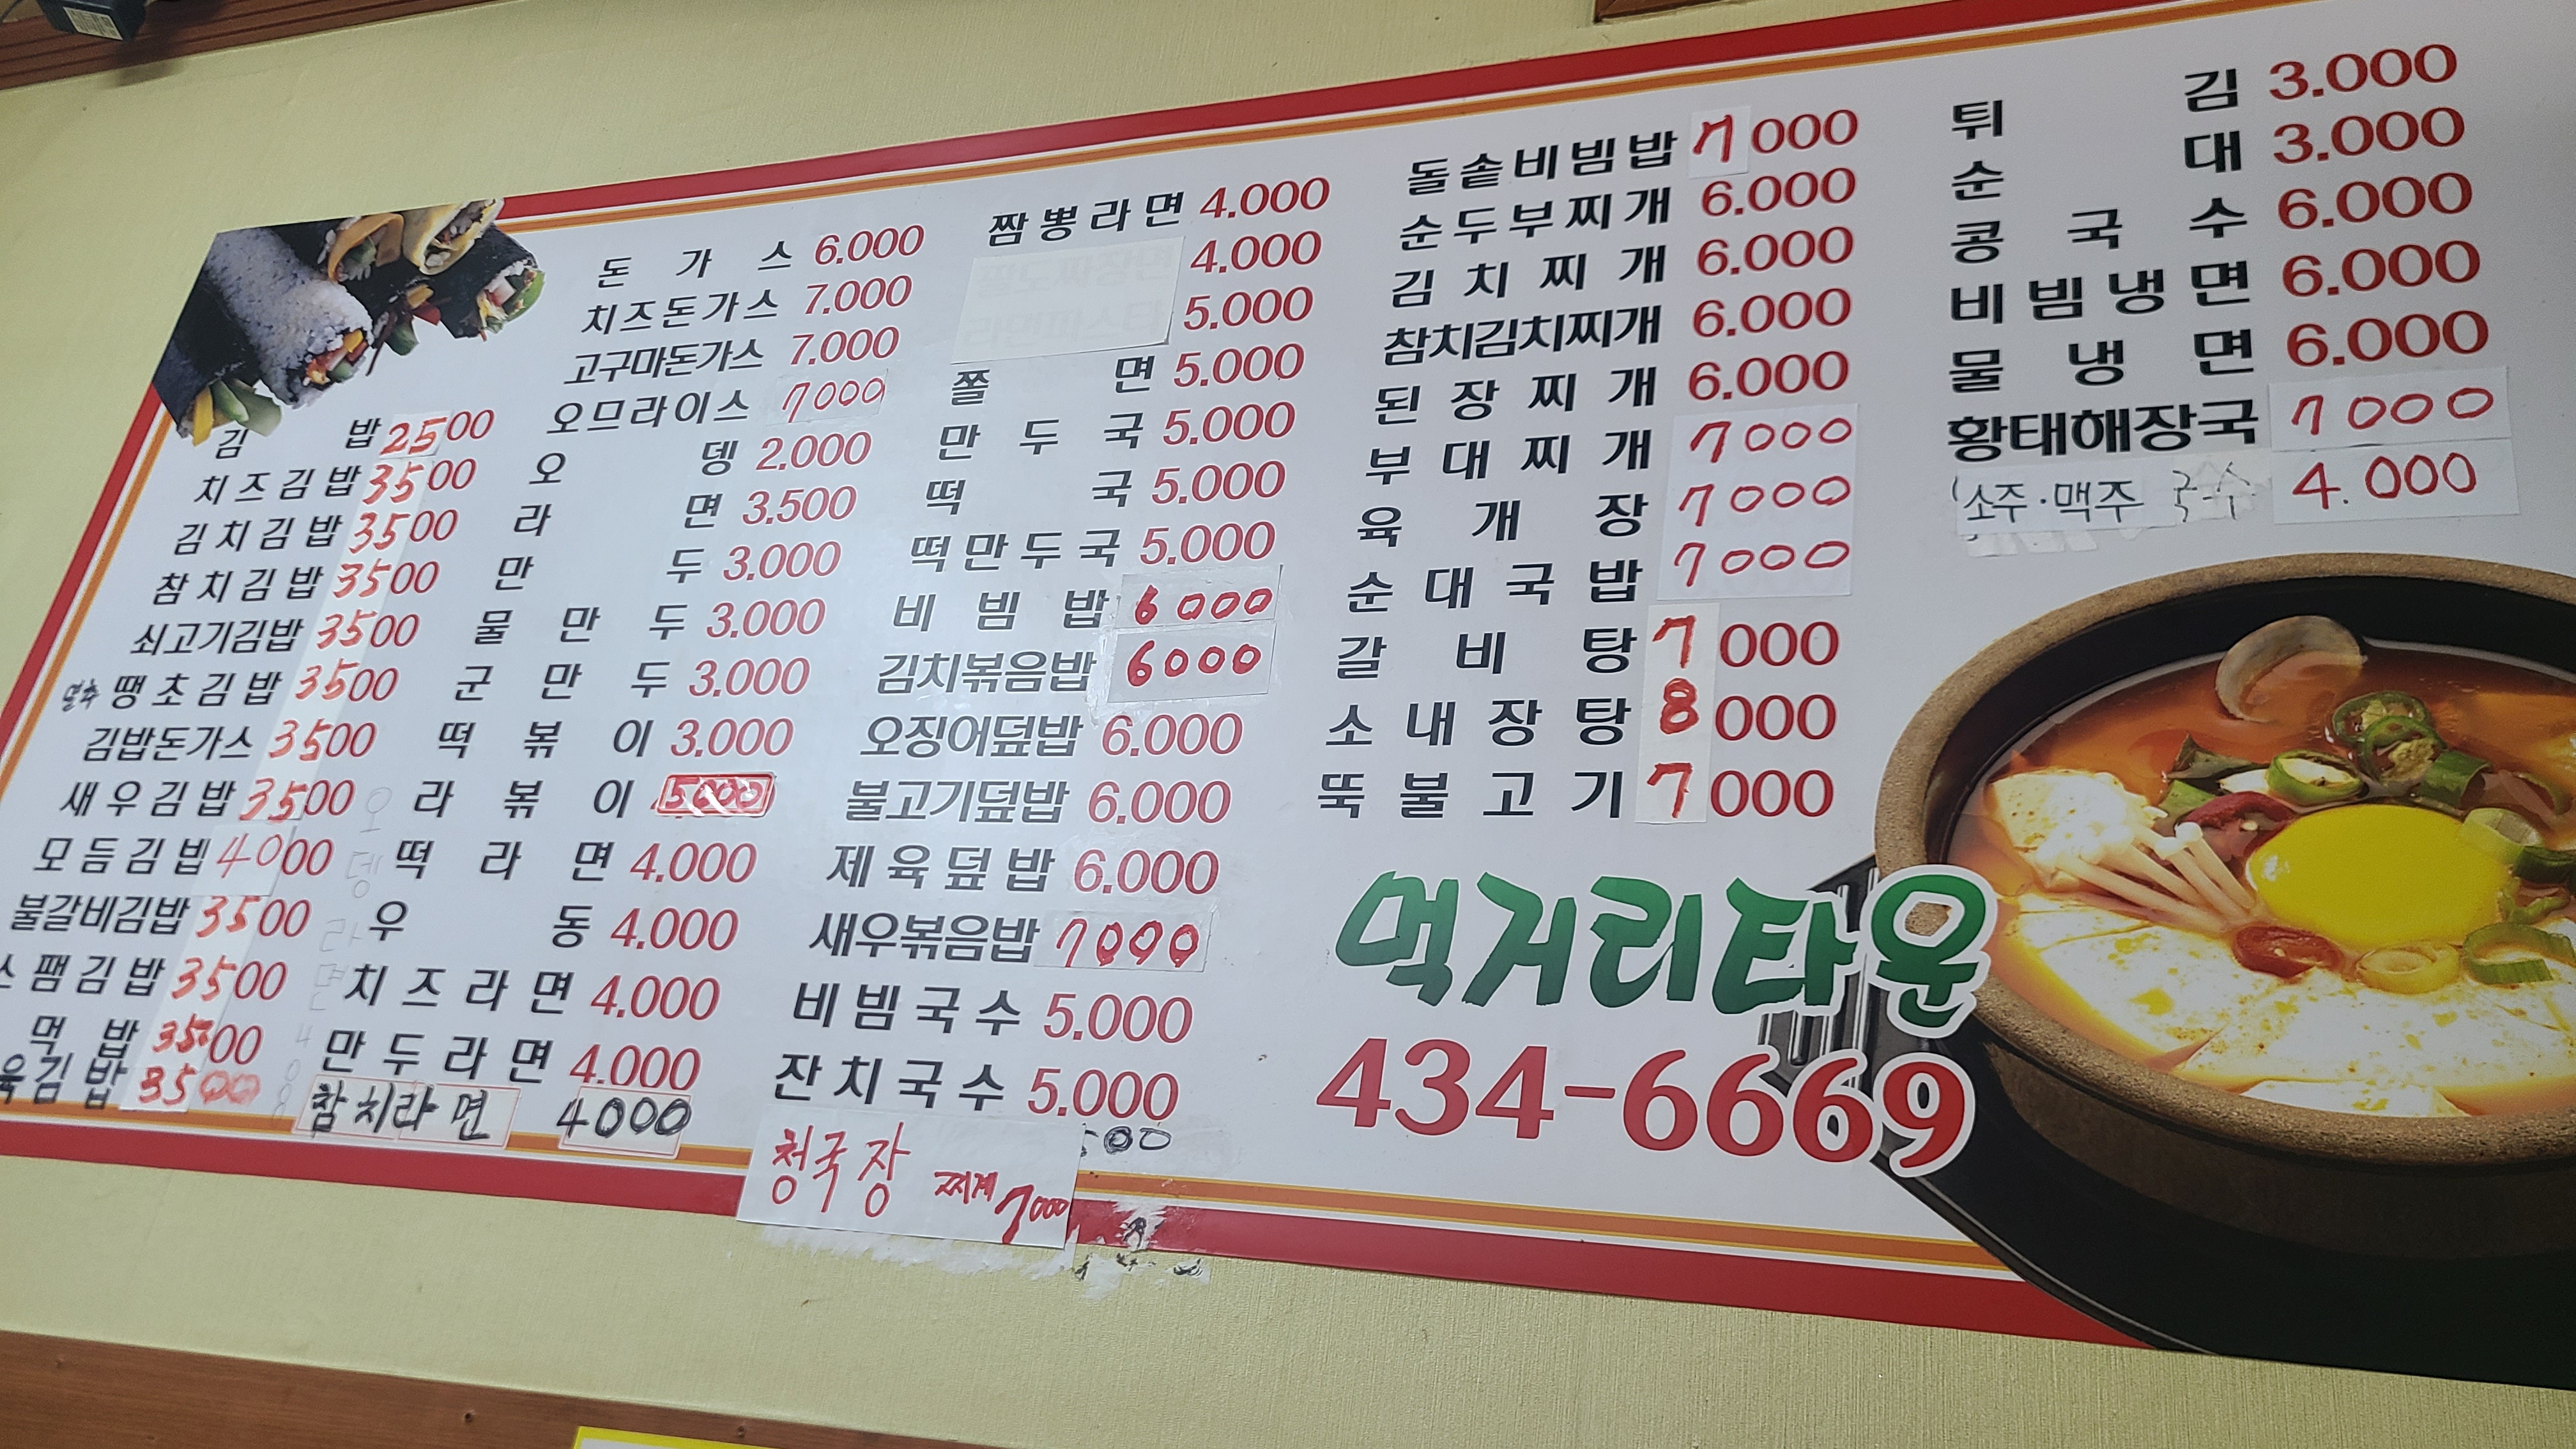 김 밥 2500
치즈김밥 3500
김치김밥 3500
참치김밥 3500
쇠고기김밥 3500
땡초김밥 3500
김밥돈가스 3500
새우김밥 3500
모듬김밥 4000
불갈비김밥 3500
스팸김밥 3500
먹 밥 3500
육김밥 3500
돈 가 스 6.000
치즈돈가스 7.000
고구마돈가스 7.000
오므라이스 7000
오 뎅 2.000
라 면 3.500
만 두 3.000
물 만 두 3.000
군 만 두 3.000
떡 볶 이 3.000
라 볶 이 5000
떡 라 면 4.000
우 동 4.000
치즈라면 4.000
만두라면 4.000
참치라면 4000
짬뽕라면 4.000
4.000
5.000
쫄 면 5.000
만 두 국 5.000
떡 국 5.000
떡만두국 5.000
비 빔 밥 6000
김치볶음밥 6000
오징어덮밥 6.000
불고기덮밥 6.000
제육덮밥 6.000
새우볶음밥 7000
비빔국수 5.000
잔치국수 5.000
청국장 찌게 7000
돌솥비빔밥 7000
순두부찌개 6.000
김 치 찌 개 6.000
참치김치찌개 6.000
된 장 찌 개 6.000
부 대 찌 개 7000
육 개 장 7000
순 대 국 밥 7000
갈 비 탕 7000
소 내 장 탕 8000
뚝 불 고 기 7000
튀 김 3.000
순 대 3.000
콩 국 수 6.000
비 빔 냉 면 6.000
물 냉 면 6.000
황태해장국 7000
소주·맥주 4.000
먹거리타운
434-6669